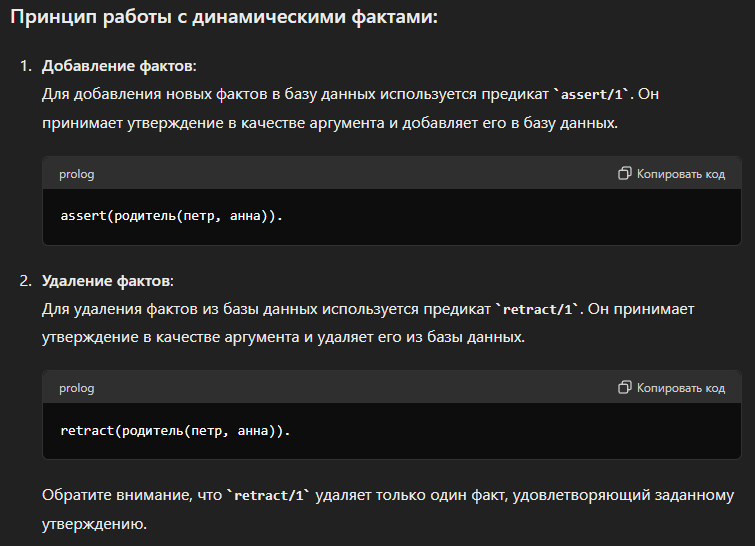 Принцип работы с динамическими фактами:
1. Добавление фактов:
Для добавления новых фактов в базу данных используется предикат `assert/1`. Он
принимает утверждение в качестве аргумента и добавляет его в базу данных.
prolog
Копировать код
assert(родитель(петр, анна)).
2. Удаление фактов:
Для удаления фактов из базы данных используется предикат `retract/1`. Он принимает
утверждение в качестве аргумента и удаляет его из базы данных.
prolog
Копировать код
retract(родитель(петр, анна)).
Обратите внимание, что `retract/1` удаляет только один факт, удовлетворяющий заданному
утверждению.